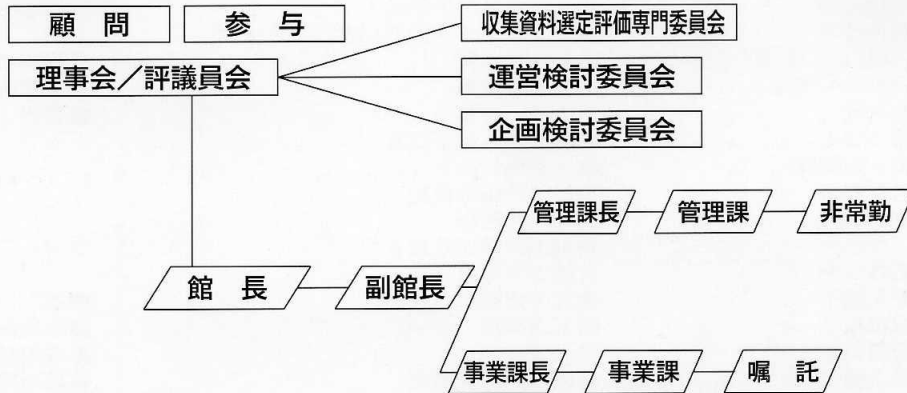 顧　問　参　与
収集資料選定評価専門委員会
理事会／評議員会　運営検討委員会
企画検討委員会
管理課長　管理課　非常勤
館　長　副館長
事業課長　事業課　嘱　託